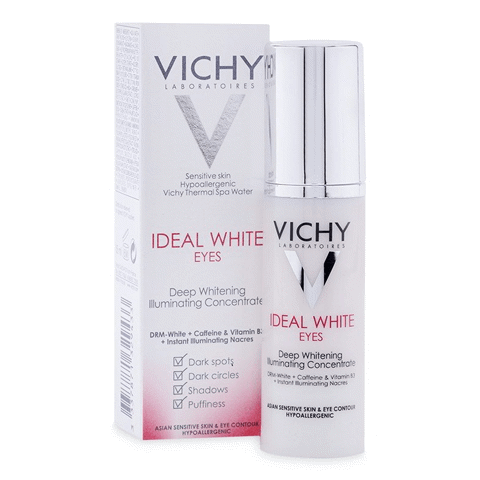 VICHY
LABORATOIRES
Sensitive skin
Hypoallergenic
Vichy Thermal Spa Water
IDEAL WHITE
EYES
Deep Whitening
Illuminating Concentrate
DRM-White + Caffeine & Vitamin B3
+ Instant Illuminating Nacres
Dark spots
Dark circles
Shadows
Puffiness
ASIAN SENSITIVE SKIN & EYE CONTOUR
HYPOALLERGENIC
VICHY
LABORATOIRES
IDEAL WHITE
EYES
Deep Whitening
Illuminating Concentrate
DRM-White + Caffeine & Vitamin B3
+ Instant Illuminating Nacres
ASIAN SENSITIVE SKIN & EYE CONTOUR
HYPOALLERGENIC